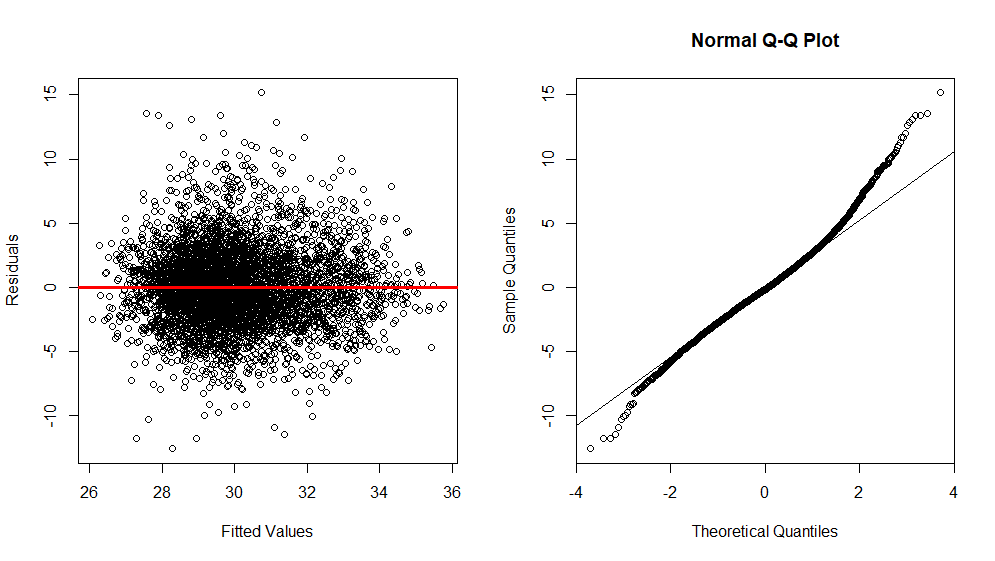 Residuals
15
10
5
0
-5
-10
26 28 30 32 34 36
Fitted Values
Normal Q-Q Plot
Sample Quantiles
15
10
5
0
-5
-10
-4 -2 0 2 4
Theoretical Quantiles